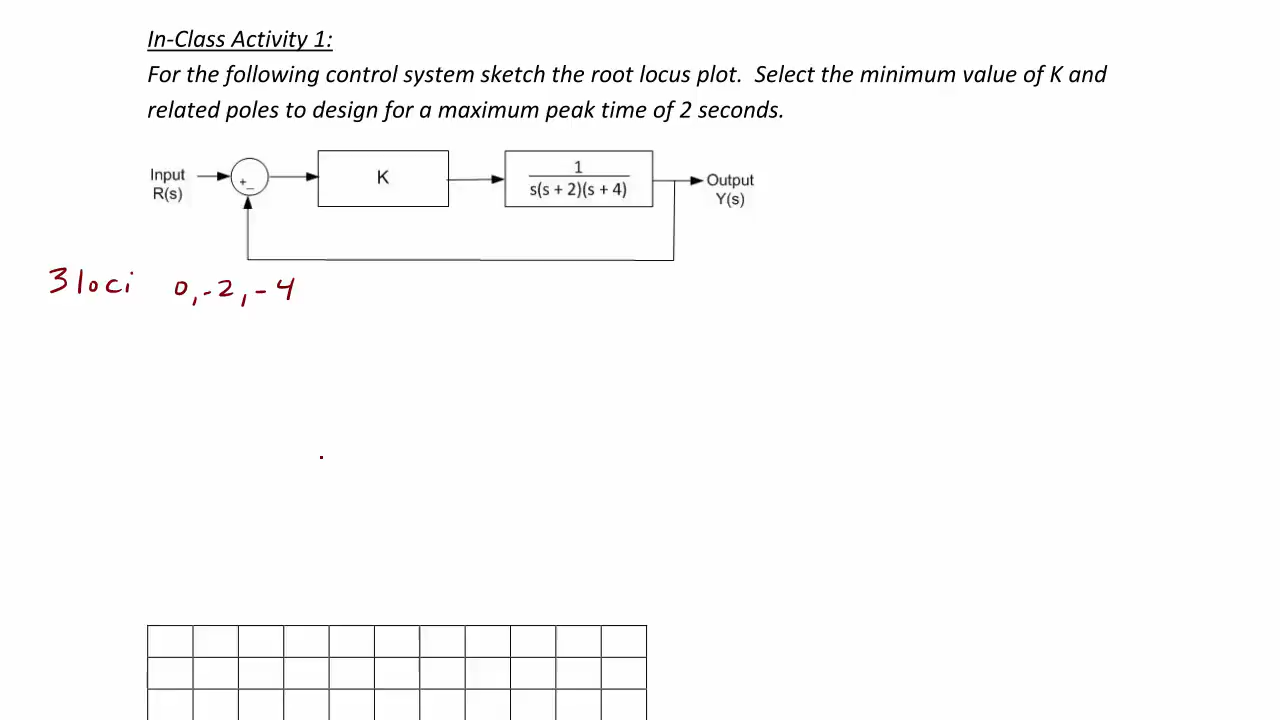 In-Class Activity 1:
For the following control system sketch the root locus plot. Select the minimum value of K and
related poles to design for a maximum peak time of 2 seconds.
Input
R(s)
+
−
K
1
s(s + 2)(s + 4)
Output
Y(s)
3 loci 0, -2, -4